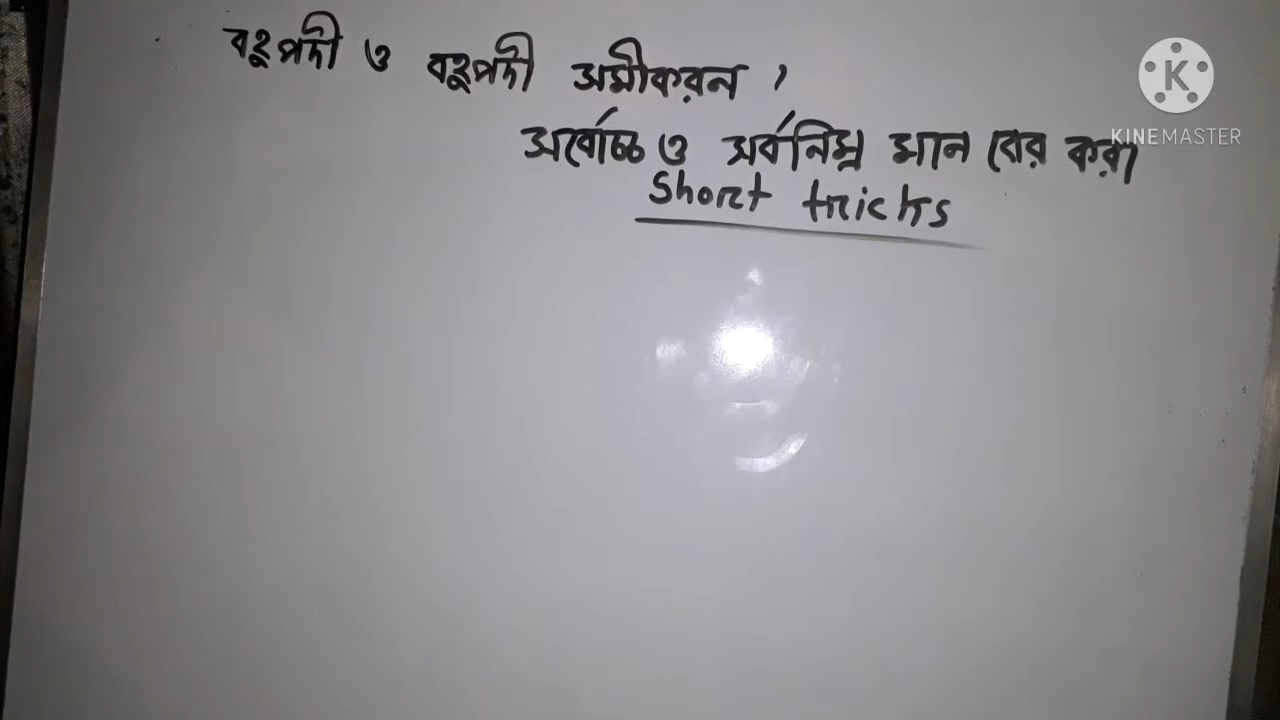 বহুপদী ও বহুপদী সমীকরন,
সর্বোচ্চ ও সর্বনিম্ন মান বের করা
Short tricks
K
KINEMASTER